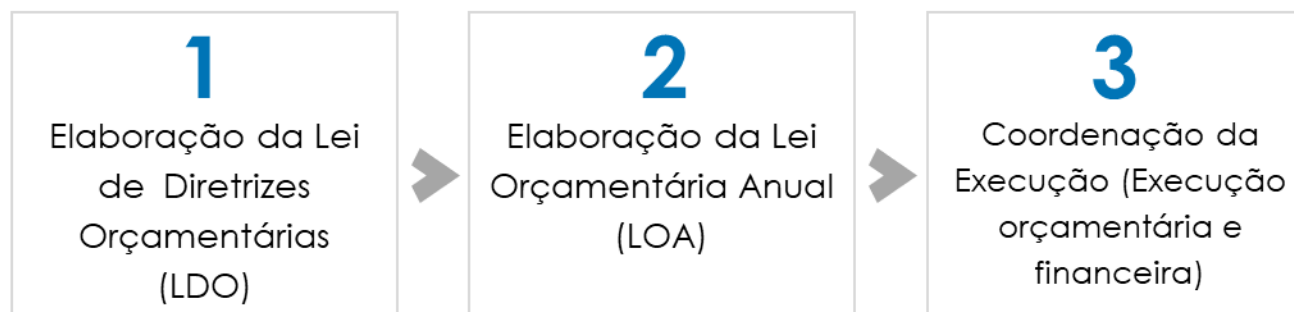 1
Elaboração da Lei
de Diretrizes
Orçamentárias
(LDO)
2
Elaboração da Lei
Orçamentária Anual
(LOA)
3
Coordenação da
Execução (Execução
orçamentária e
financeira)